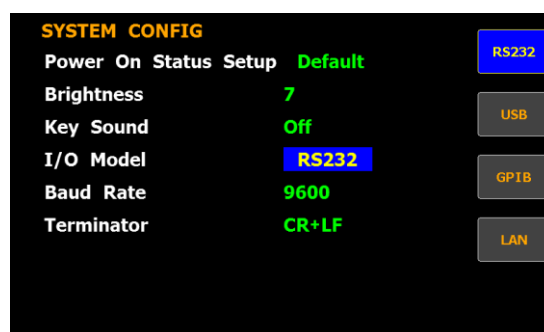 SYSTEM CONFIG
Power On Status Setup Default
Brightness 7
Key Sound Off
I/O Model RS232
Baud Rate 9600
Terminator CR+LF
RS232
USB
GPIB
LAN